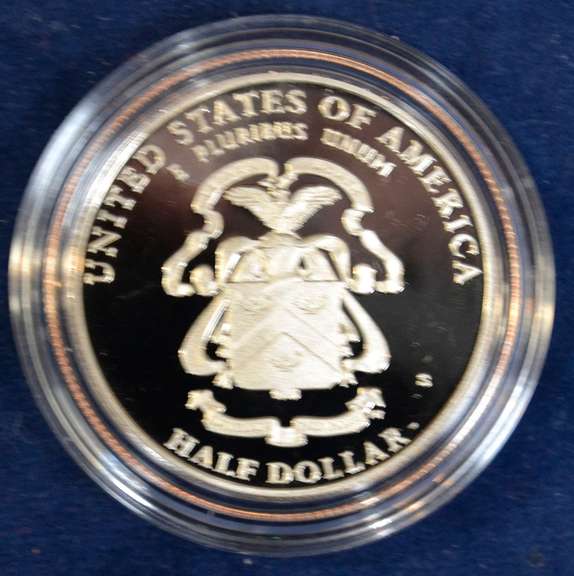 UNITED STATES OF AMERICA
E PLURIBUS UNUM
S
HALF DOLLAR